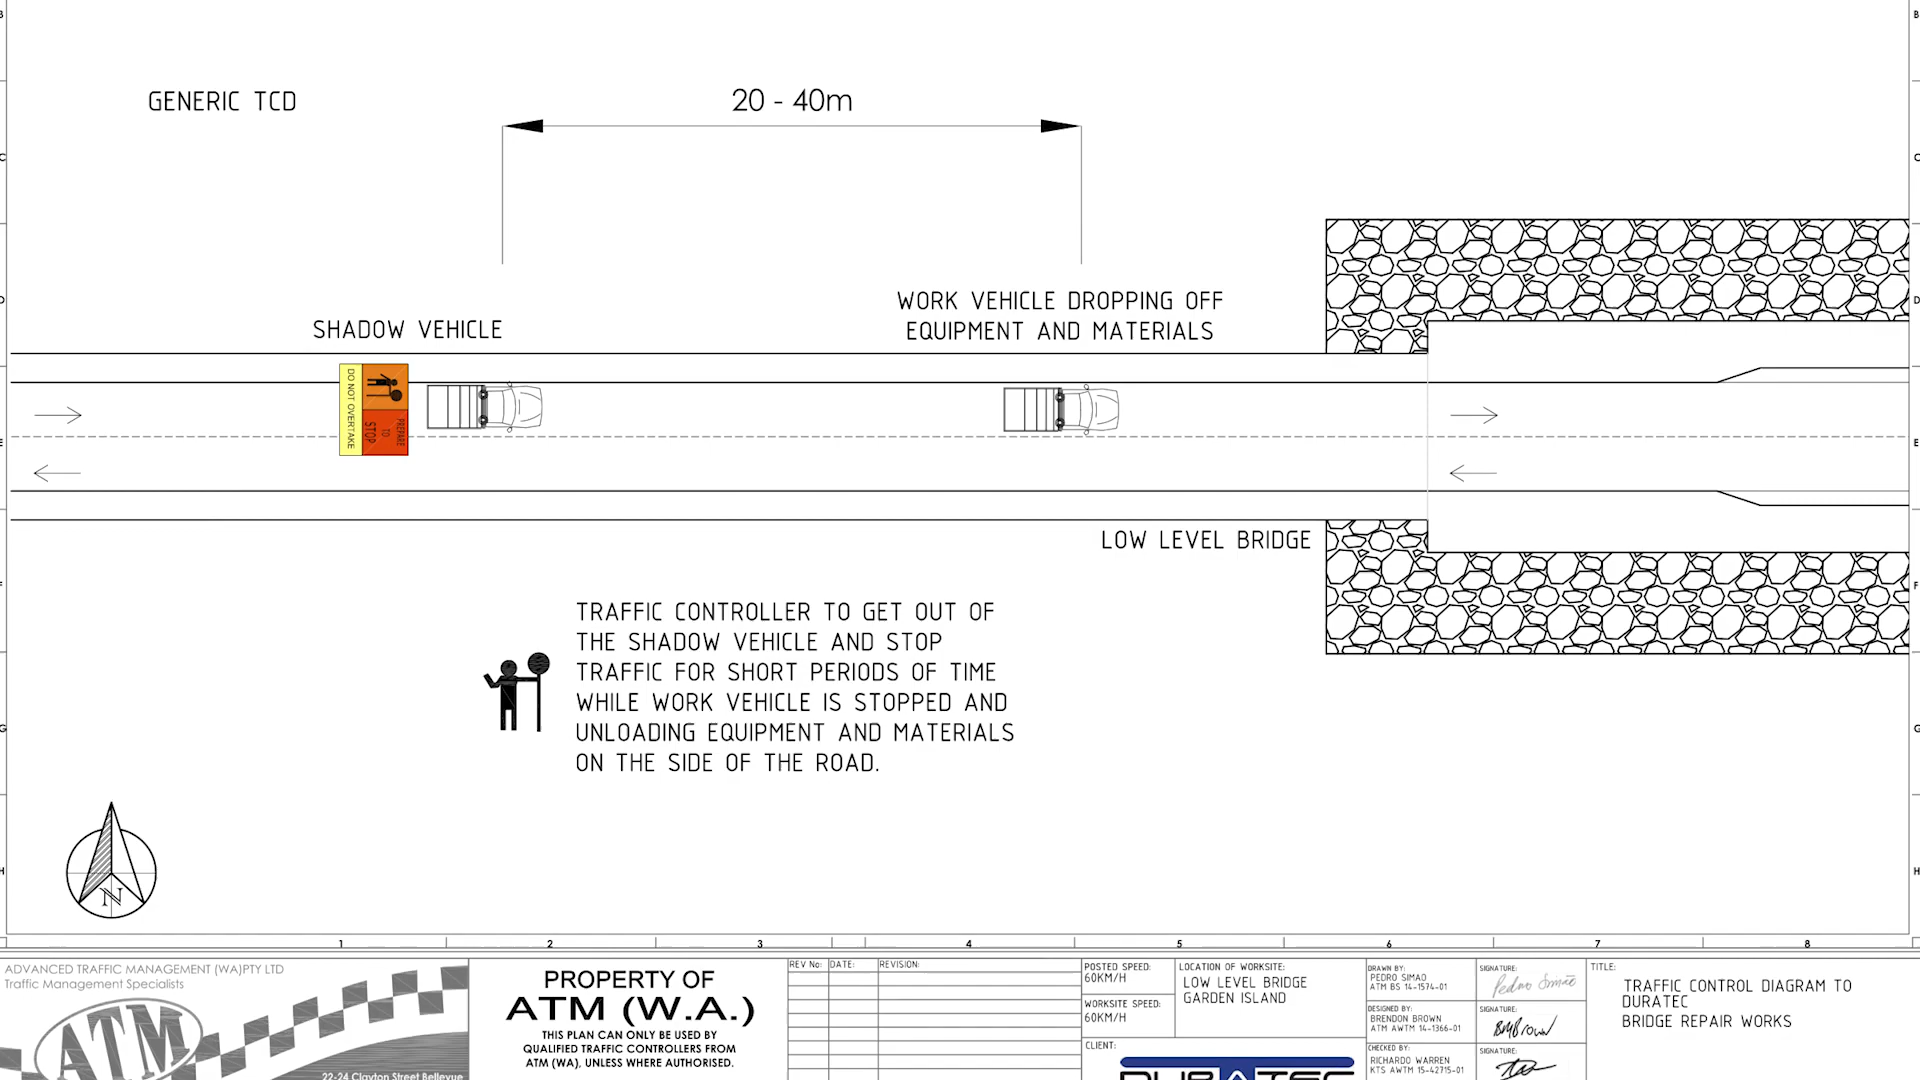 GENERIC TCD
20 - 40m
SHADOW VEHICLE
WORK VEHICLE DROPPING OFF
EQUIPMENT AND MATERIALS
DO NOT OVERTAKE
PREPARE
TO
STOP
LOW LEVEL BRIDGE
TRAFFIC CONTROLLER TO GET OUT OF
THE SHADOW VEHICLE AND STOP
TRAFFIC FOR SHORT PERIODS OF TIME
WHILE WORK VEHICLE IS STOPPED AND
UNLOADING EQUIPMENT AND MATERIALS
ON THE SIDE OF THE ROAD.
N
B
B
C
C
D
D
E
E
F
F
G
G
H
H
1 2 3 4 5 6 7 8
ADVANCED TRAFFIC MANAGEMENT (WA)PTY LTD
Traffic Management Specialists
ATM
22-24 Clayton Street Bellevue
PROPERTY OF
ATM (W.A.)
THIS PLAN CAN ONLY BE USED BY
QUALIFIED TRAFFIC CONTROLLERS FROM
ATM (WA), UNLESS WHERE AUTHORISED.
REV No: DATE: REVISION:
POSTED SPEED:
60KM/H
WORKSITE SPEED:
60KM/H
LOCATION OF WORKSITE:
LOW LEVEL BRIDGE
GARDEN ISLAND
CLIENT:
DURATEC
DRAWN BY:
PEDRO SIMAO
ATM BS 14-1574-01
SIGNATURE:
Pedro Simão
DESIGNED BY:
BRENDON BROWN
ATM AWTM 14-1366-01
SIGNATURE:
BMBrown
CHECKED BY:
RICHARDO WARREN
KTS AWTM 15-42715-01
SIGNATURE:
TITLE:
TRAFFIC CONTROL DIAGRAM TO
DURATEC
BRIDGE REPAIR WORKS